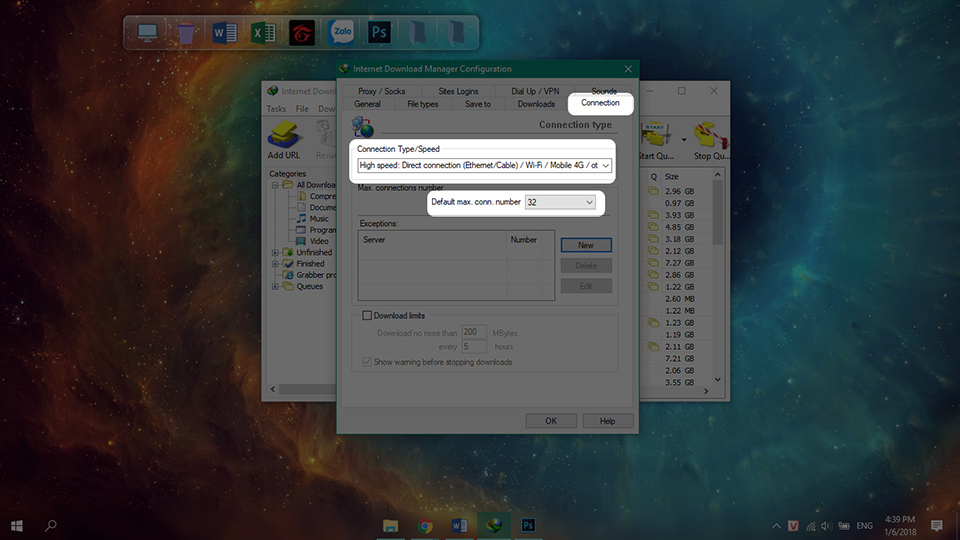 Zalo
Ps
Internet Download Manager Configuration
Internet Down
Proxy / Socks
Sites Logins
Dial Up / VPN
Sounds
General
File types
Save to
Downloads
Connection
Tasks
File
Connection type
Add URL
Connection Type/Speed
High speed: Direct connection (Ethernet/Cable) / Wi-Fi / Mobile 4G / ot
Max. connections number
Default max. conn. number
32
Exceptions:
Server
Number
New
Delete
Edit
Download limits
Download no more than
200
MBytes
every
5
hours
Show warning before stopping downloads
OK
Help
Categories
All Downloa
Compre
Docume
Music
Program
Video
Unfinished
Finished
Grabber pro
Queues
START
Start Qu...
Stop Qu...
Q
Size
2.96 GB
0.97 GB
3.93 GB
4.85 GB
3.18 GB
2.12 GB
7.27 GB
2.86 GB
1.22 GB
2.60 MB
1.22 MB
1.23 GB
1.19 GB
2.11 GB
7.21 GB
2.06 GB
3.55 GB
Ps
V
ENG
4:39 PM
1/6/2018